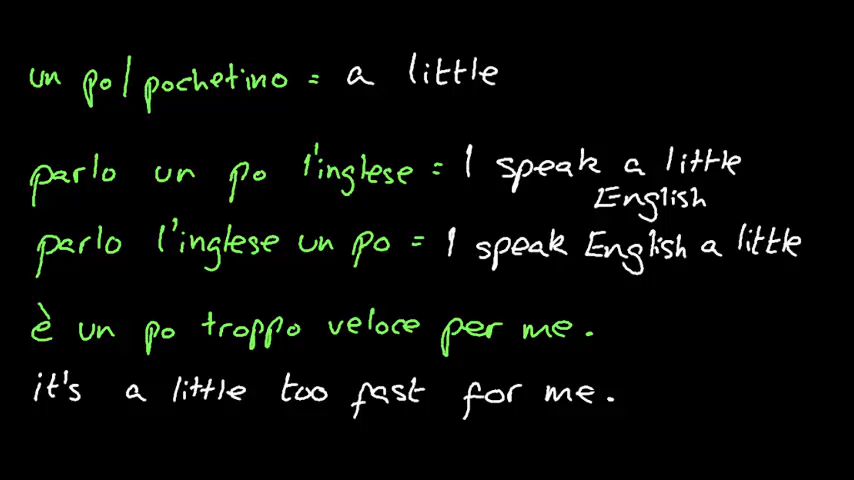 un po/pochetino = a little
parlo un po l'inglese = I speak a little
English
parlo l'inglese un po = I speak English a little
è un po troppo veloce per me.
it's a little too fast for me.